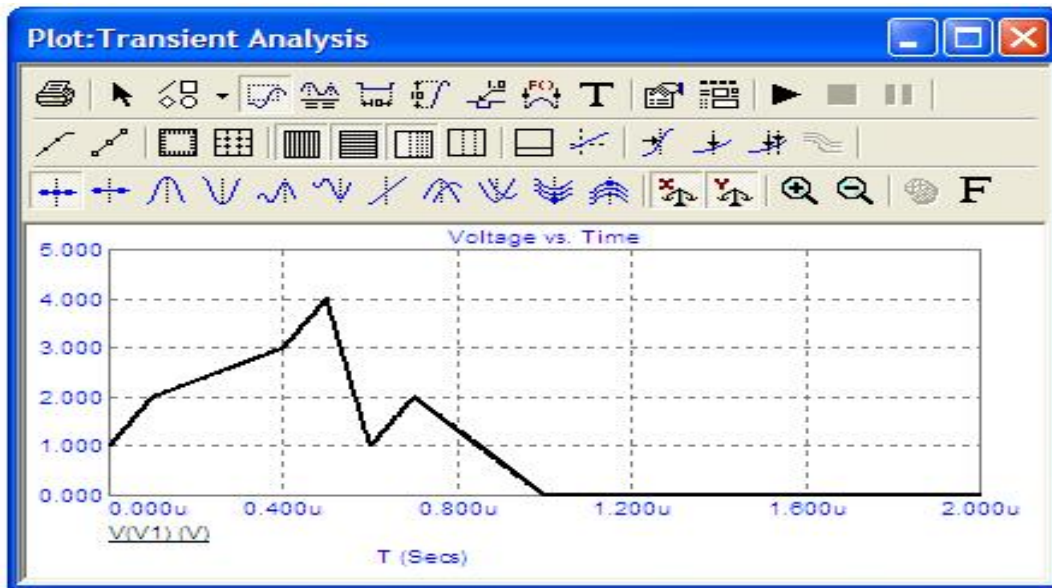 Plot:Transient Analysis
T
F
Voltage vs. Time
5.000
4.000
3.000
2.000
1.000
0.000
0.000u 0.400u 0.800u 1.200u 1.600u 2.000u
V(V1) (V)
T (Secs)